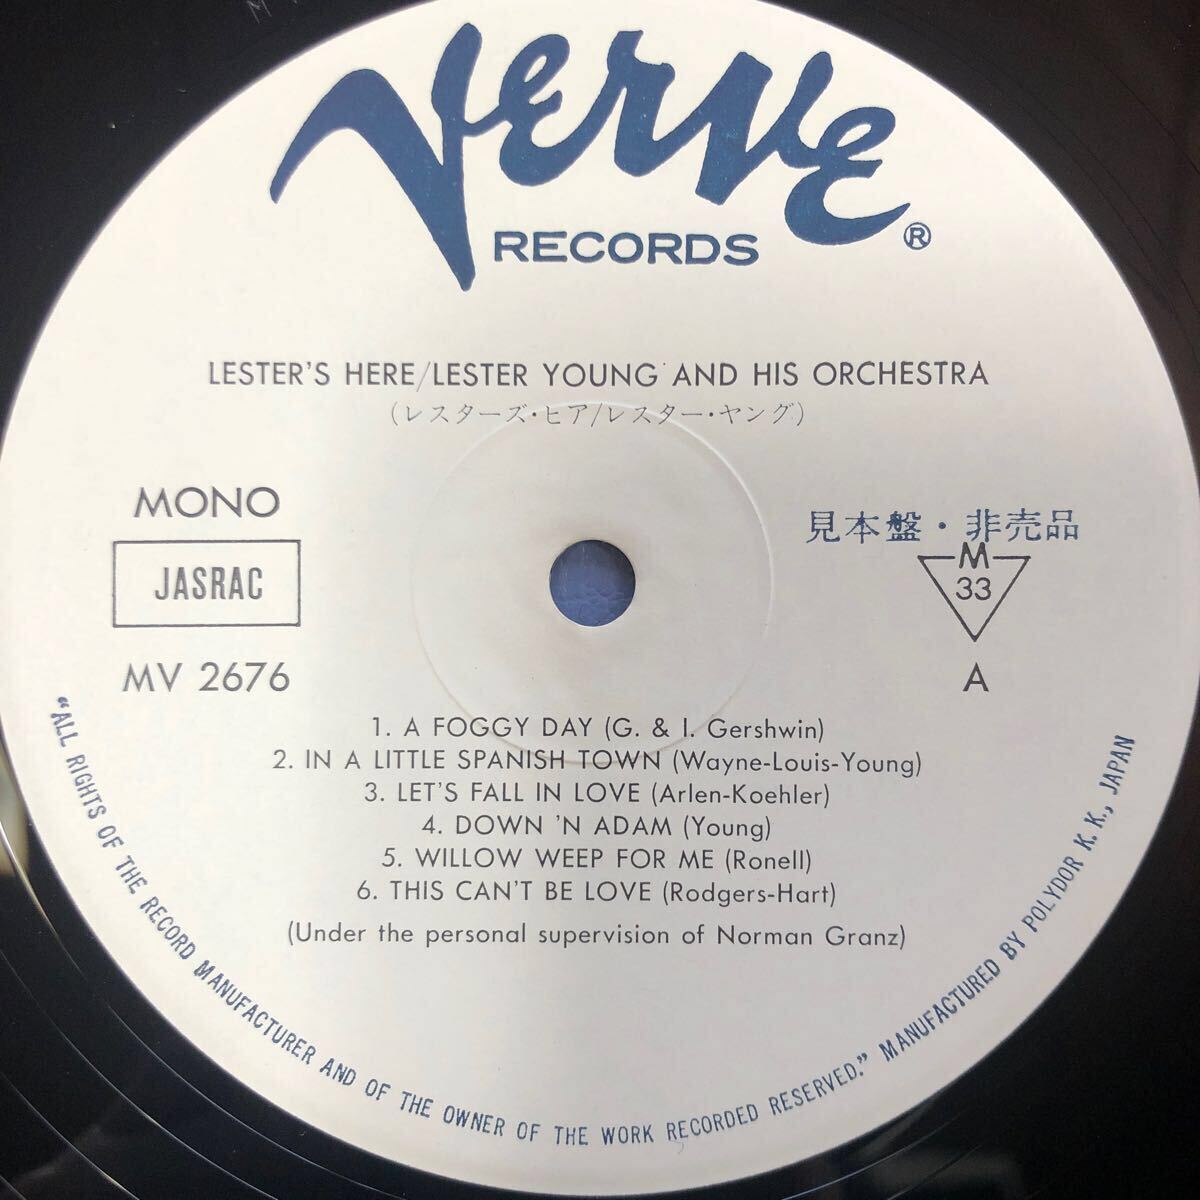 Verve
RECORDS ®
LESTER'S HERE/LESTER YOUNG AND HIS ORCHESTRA
(レスターズ・ヒア/レスター・ヤング)
MONO
見本盤・非売品
JASRAC
M
33
MV 2676
A
1. A FOGGY DAY (G. & I. Gershwin)
2. IN A LITTLE SPANISH TOWN (Wayne-Louis-Young)
3. LET'S FALL IN LOVE (Arlen-Koehler)
4. DOWN 'N ADAM (Young)
5. WILLOW WEEP FOR ME (Ronell)
6. THIS CAN'T BE LOVE (Rodgers-Hart)
(Under the personal supervision of Norman Granz)
"ALL RIGHTS OF THE RECORD MANUFACTURER AND OF THE OWNER OF THE WORK RECORDED RESERVED." MANUFACTURED BY POLYDOR K. K., JAPAN